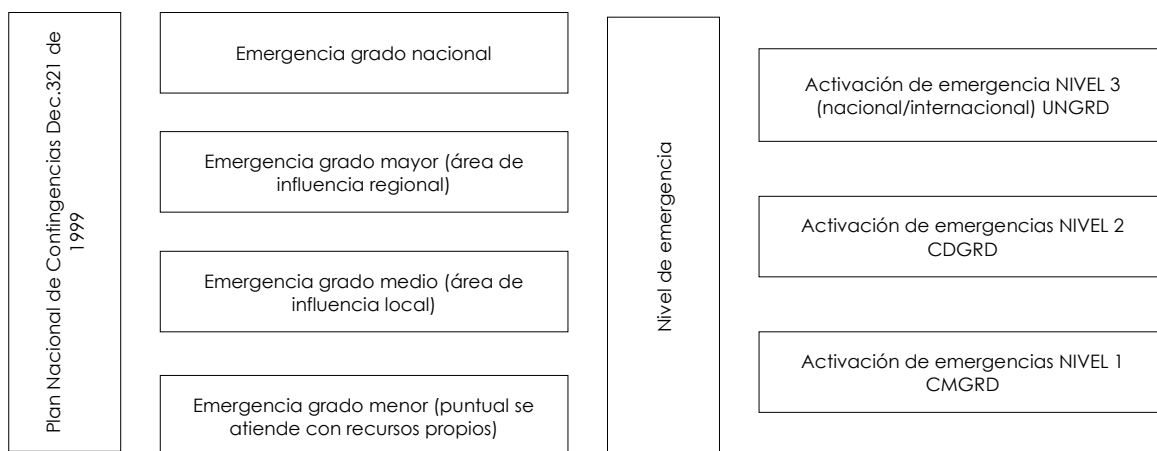 Plan Nacional de Contingencias Dec.321 de
1999
Emergencia grado nacional
Emergencia grado mayor (área de
influencia regional)
Emergencia grado medio (área de
influencia local)
Emergencia grado menor (puntual se
atiende con recursos propios)
Nivel de emergencia
Activación de emergencia NIVEL 3
(nacional/internacional) UNGRD
Activación de emergencias NIVEL 2
CDGRD
Activación de emergencias NIVEL 1
CMGRD